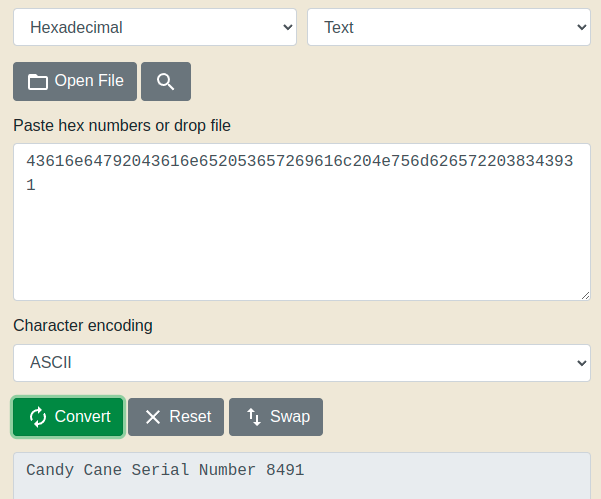 Hexadecimal Text
Open File
Paste hex numbers or drop file
43616e64792043616e652053657269616c204e756d626572203834393
1
Character encoding
ASCII
Convert Reset Swap
Candy Cane Serial Number 8491